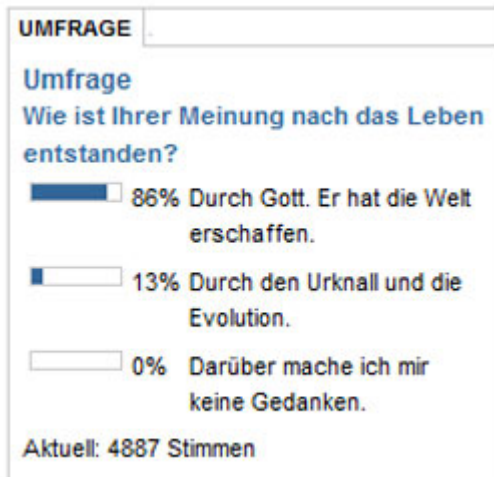 UMFRAGE
Umfrage
Wie ist Ihrer Meinung nach das Leben
entstanden?
86% Durch Gott. Er hat die Welt
erschaffen.
13% Durch den Urknall und die
Evolution.
0% Darüber mache ich mir
keine Gedanken.
Aktuell: 4887 Stimmen